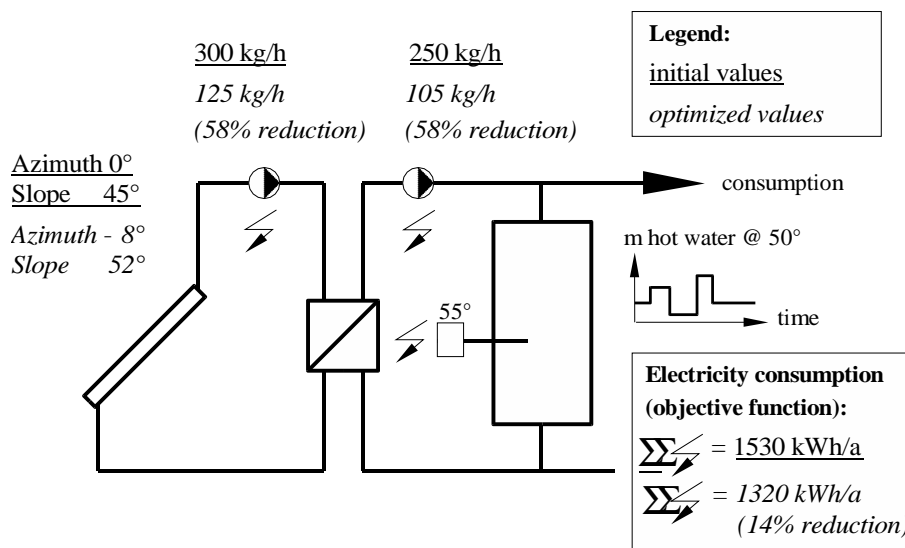 300 kg/h
125 kg/h
(58% reduction)
250 kg/h
105 kg/h
(58% reduction)
Legend:
initial values
optimized values
Azimuth 0°
Slope 45°
Azimuth - 8°
Slope 52°
consumption
m hot water @ 50°
time
55°
Electricity consumption
(objective function):
ΣΣ = 1530 kWh/a
ΣΣ = 1320 kWh/a
(14% reduction)